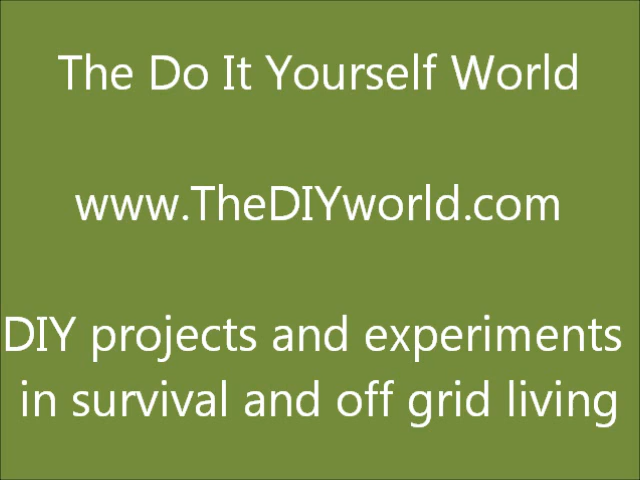 The Do It Yourself World
www.TheDIYworld.com
DIY projects and experiments
in survival and off grid living